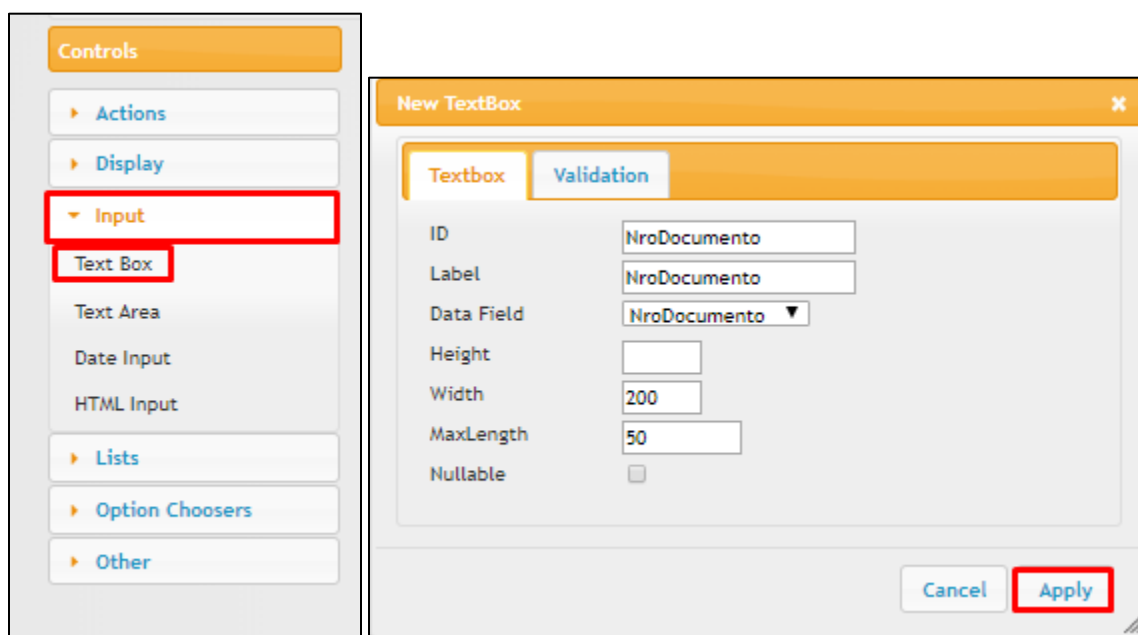 Controls
Actions
Display
Input
Text Box
Text Area
Date Input
HTML Input
Lists
Option Choosers
Other
New TextBox
Textbox Validation
ID NroDocumento
Label NroDocumento
Data Field NroDocumento
Height
Width 200
MaxLength 50
Nullable
Cancel Apply